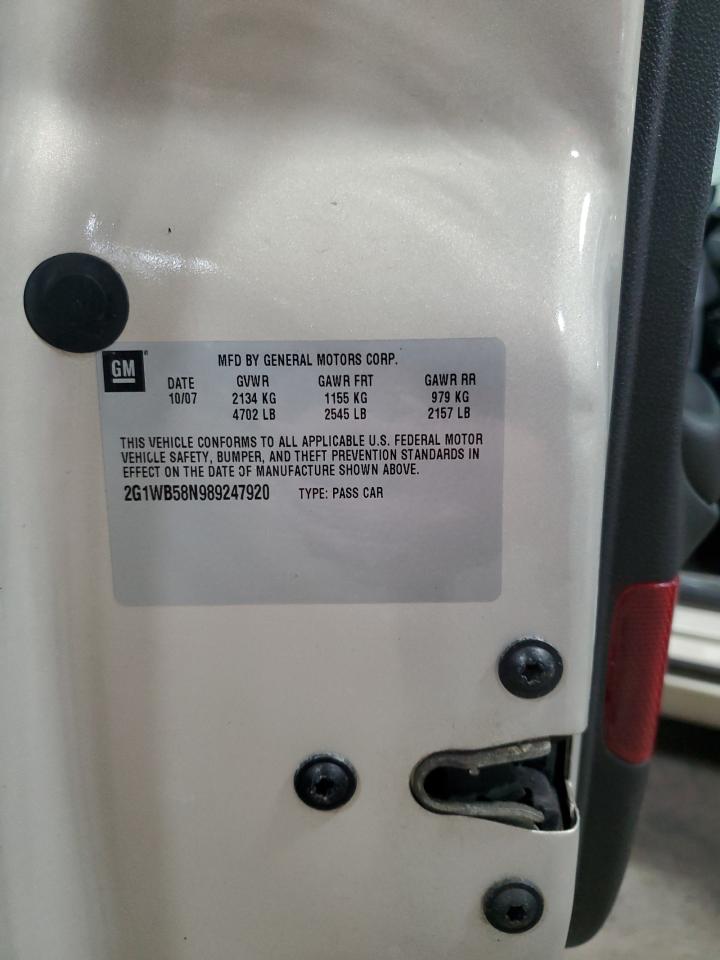 GM
MFD BY GENERAL MOTORS CORP.
DATE GVWR GAWR FRT GAWR RR
10/07 2134 KG 1155 KG 979 KG
4702 LB 2545 LB 2157 LB
THIS VEHICLE CONFORMS TO ALL APPLICABLE U.S. FEDERAL MOTOR
VEHICLE SAFETY, BUMPER, AND THEFT PREVENTION STANDARDS IN
EFFECT ON THE DATE OF MANUFACTURE SHOWN ABOVE.
2G1WB58N989247920 TYPE: PASS CAR